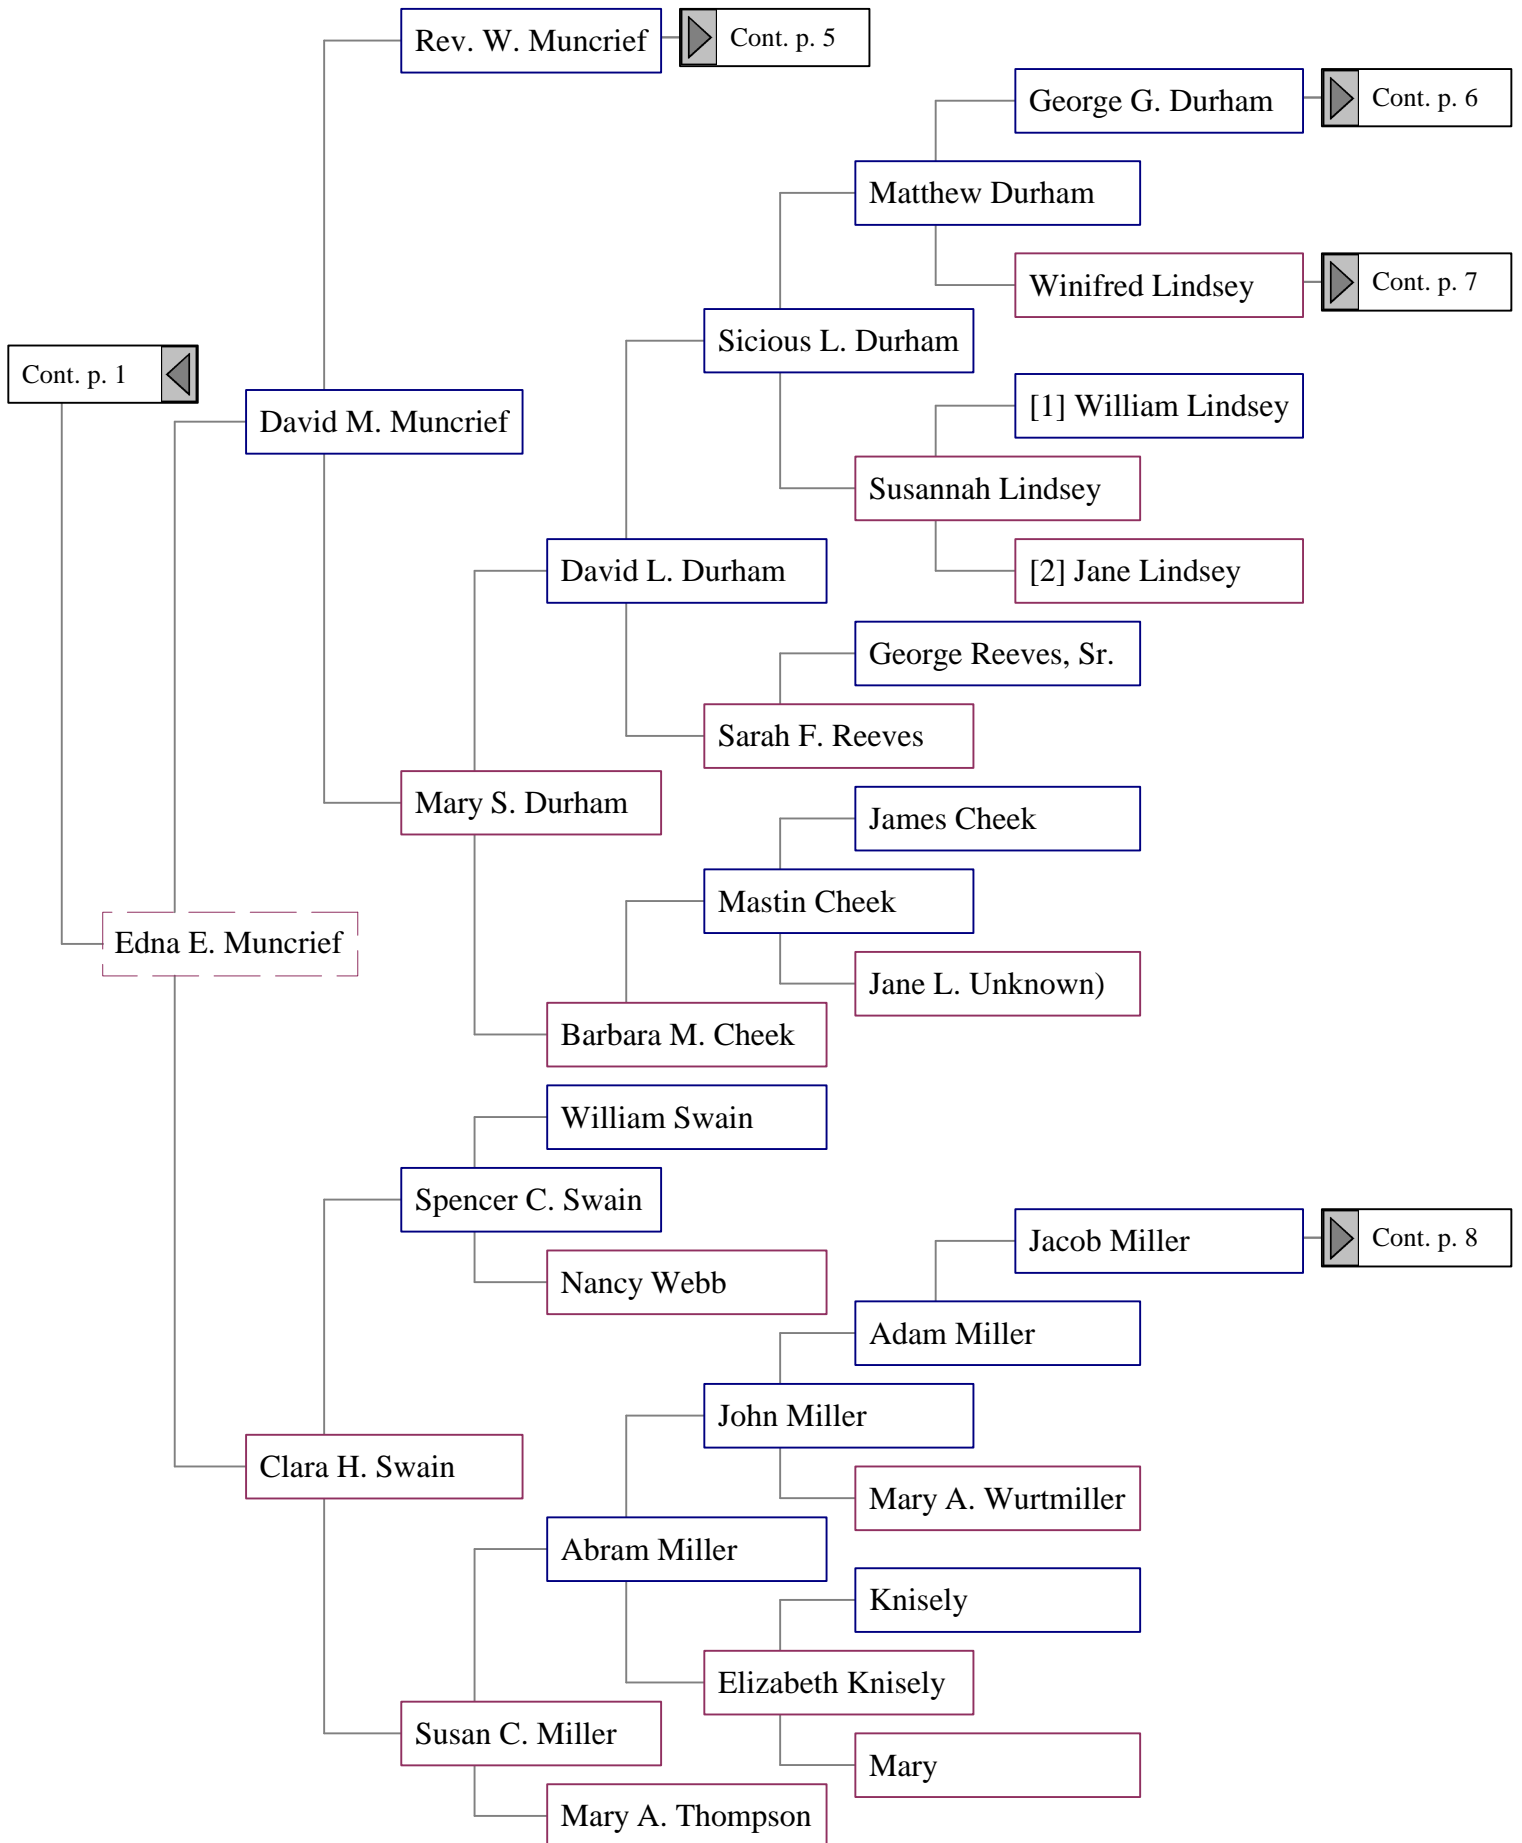 Rev. W. Muncrief
Cont. p. 5
George G. Durham
Cont. p. 6
Matthew Durham
Winifred Lindsey
Cont. p. 7
Sicious L. Durham
Cont. p. 1
[1] William Lindsey
David M. Muncrief
Susannah Lindsey
David L. Durham
[2] Jane Lindsey
George Reeves, Sr.
Sarah F. Reeves
Mary S. Durham
James Cheek
Mastin Cheek
Edna E. Muncrief
Jane L. Unknown)
Barbara M. Cheek
William Swain
Spencer C. Swain
Jacob Miller
Cont. p. 8
Nancy Webb
Adam Miller
John Miller
Clara H. Swain
Mary A. Wurtmiller
Abram Miller
Knisely
Elizabeth Knisely
Susan C. Miller
Mary
Mary A. Thompson